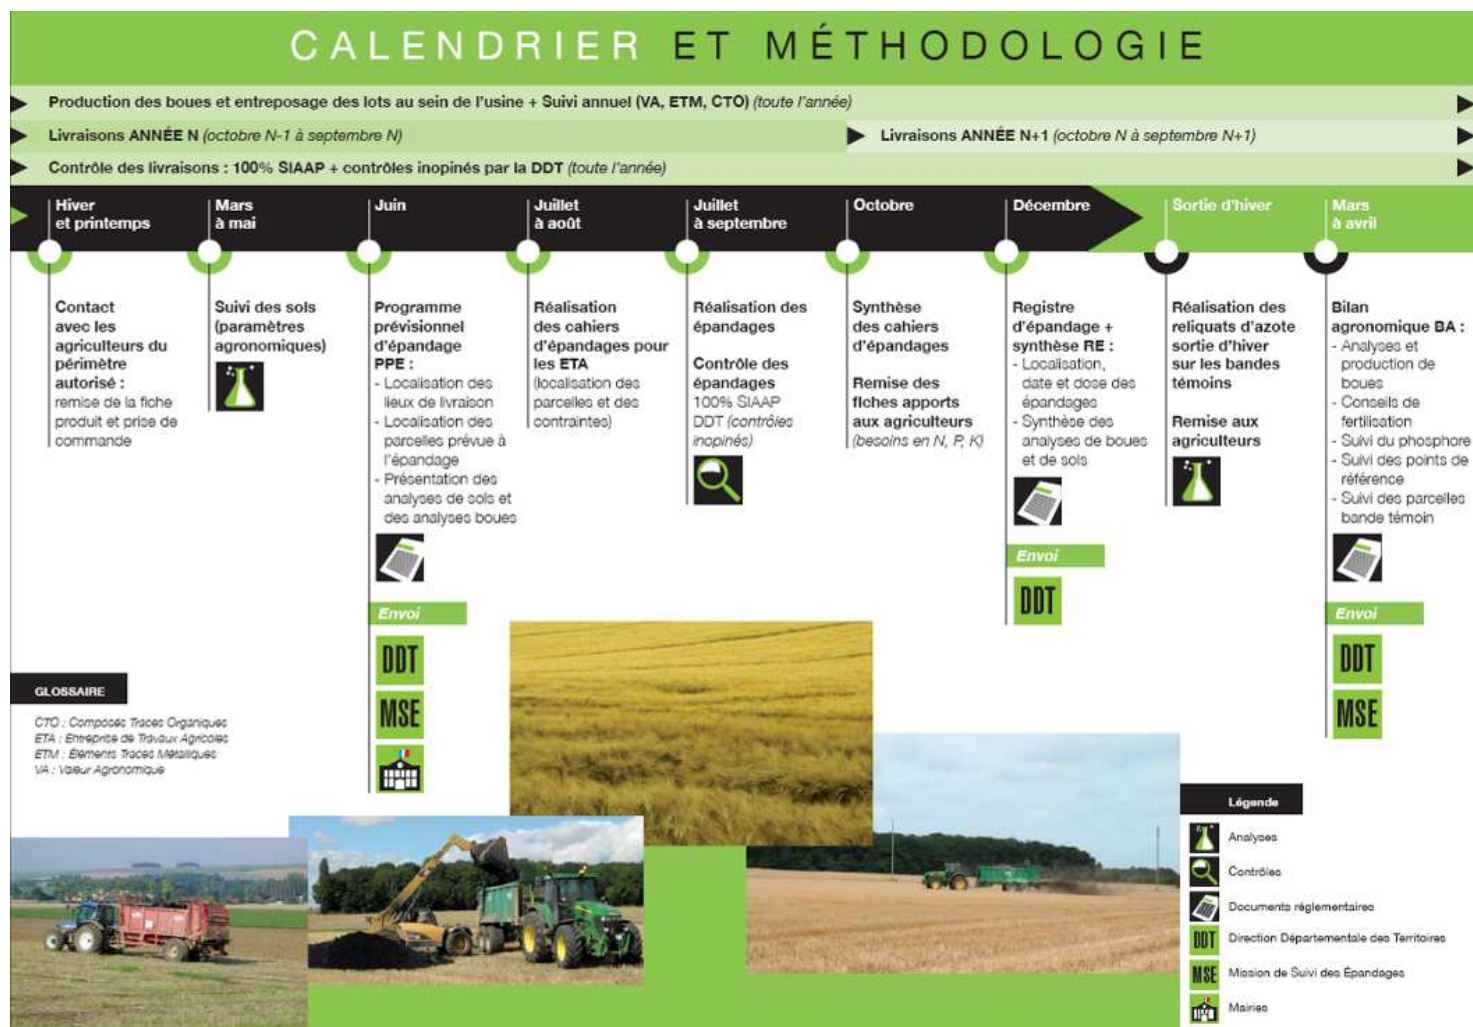 CALENDRIER ET MÉTHODOLOGIE
Production des boues et entreposage des lots au sein de l'usine + Suivi annuel (VA, ETM, CTO) (toute l'année)
Livraisons ANNÉE N (octobre N-1 à septembre N)
Livraisons ANNÉE N+1 (octobre N à septembre N+1)
Contrôle des livraisons : 100% SIAAP + contrôles inopinés par la DDT (toute l'année)
Hiver
et printemps
Contact
avec les
agriculteurs du
périmètre
autorisé :
remise de la fiche
produit et prise de
commande
Mars
à mai
Suivi des sols
(paramètres
agronomiques)
Juin
Programme
prévisionnel
d'épandage
PPE :
- Localisation des
lieux de livraison
- Localisation des
parcelles prévue à
l'épandage
- Présentation des
analyses de sols et
des analyses boues
Envoi
DDT
MSE
Juillet
à août
Réalisation
des cahiers
d'épandages pour
les ETA
(localisation des
parcelles et des
contraintes)
Juillet
à septembre
Réalisation des
épandages
Contrôle des
épandages
100% SIAAP
DDT (contrôles
inopinés)
Octobre
Synthèse
des cahiers
d'épandages
Remise des
fiches apports
aux agriculteurs
(besoins en N, P, K)
Décembre
Registre
d'épandage +
synthèse RE :
- Localisation,
date et dose des
épandages
- Synthèse des
analyses de boues
et de sols
Envoi
DDT
Sortie d'hiver
Réalisation des
reliquats d'azote
sortie d'hiver
sur les bandes
témoins
Remise aux
agriculteurs
Mars
à avril
Bilan
agronomique BA :
- Analyses et
production de
boues
- Conseils de
fertilisation
- Suivi du phosphore
- Suivi des points de
référence
- Suivi des parcelles
bande témoin
Envoi
DDT
MSE
GLOSSAIRE
CTO : Composés Traces Organiques
ETA : Entreprise de Travaux Agricoles
ETM : Éléments Traces Métalliques
VA : Valeur Agronomique
Légende
Analyses
Contrôles
Documents réglementaires
DDT Direction Départementale des Territoires
MSE Mission de Suivi des Épandages
Mairies